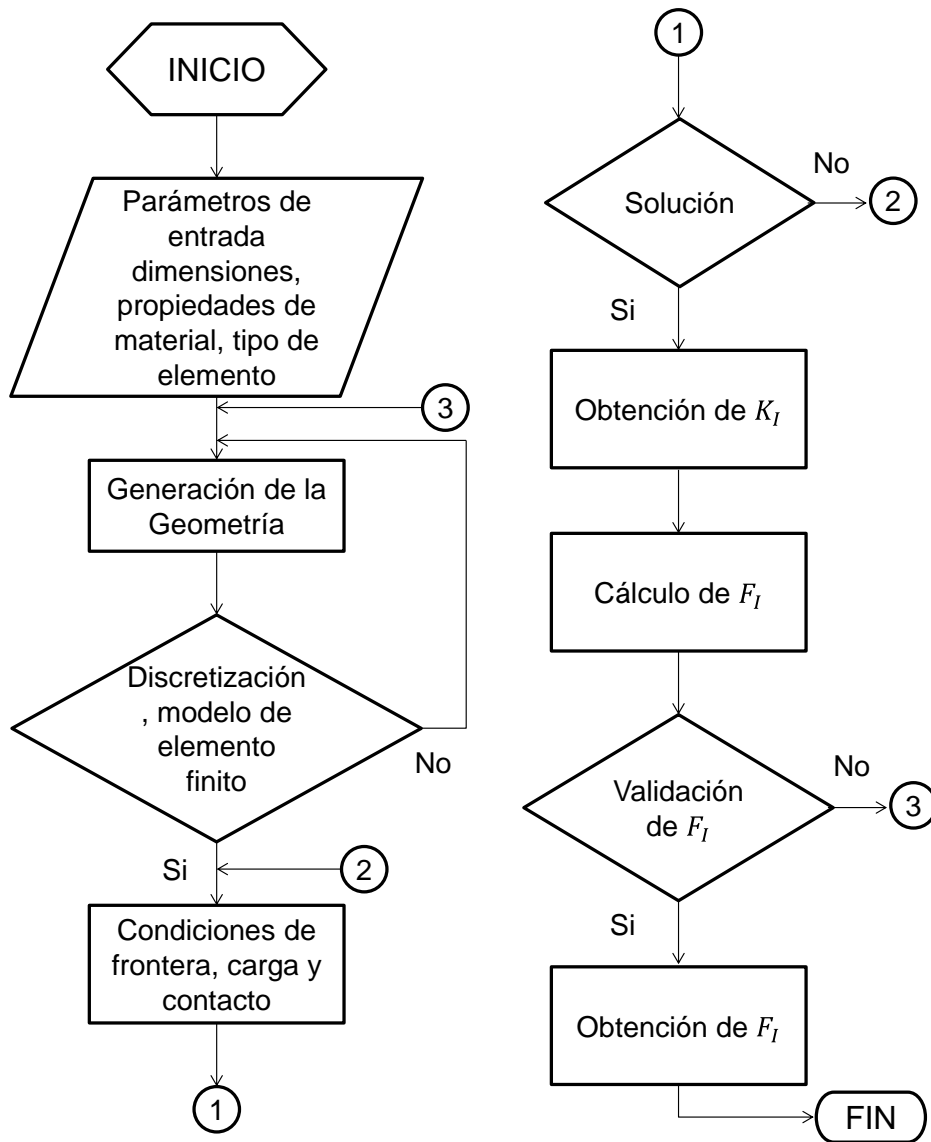 INICIO
Parámetros de
entrada
dimensiones,
propiedades de
material, tipo de
elemento
3
Generación de la
Geometría
Discretización
, modelo de
elemento
finito
No
Si
2
Condiciones de
frontera, carga y
contacto
1
1
Solución
No
2
Si
Obtención de K_I
Cálculo de F_I
Validación
de F_I
No
3
Si
Obtención de F_I
FIN